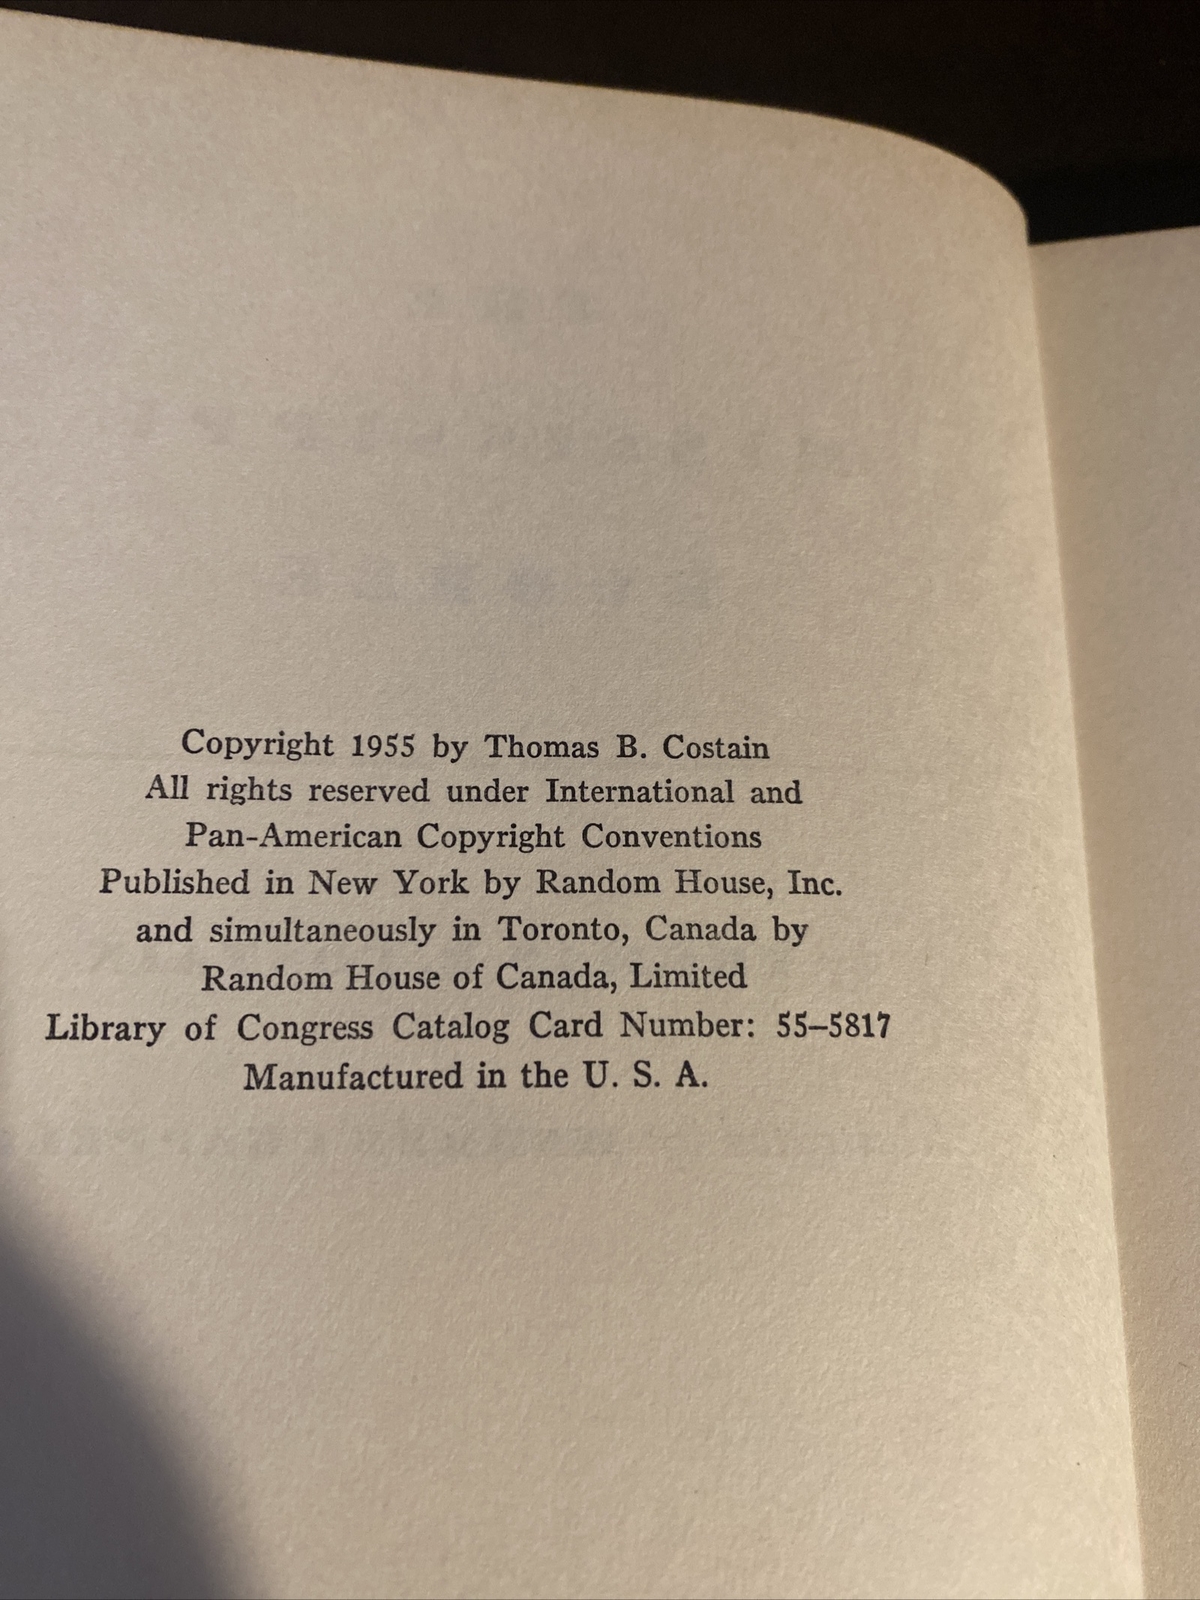 Copyright 1955 by Thomas B. Costain
All rights reserved under International and
Pan-American Copyright Conventions
Published in New York by Random House, Inc.
and simultaneously in Toronto, Canada by
Random House of Canada, Limited
Library of Congress Catalog Card Number: 55–5817
Manufactured in the U. S. A.